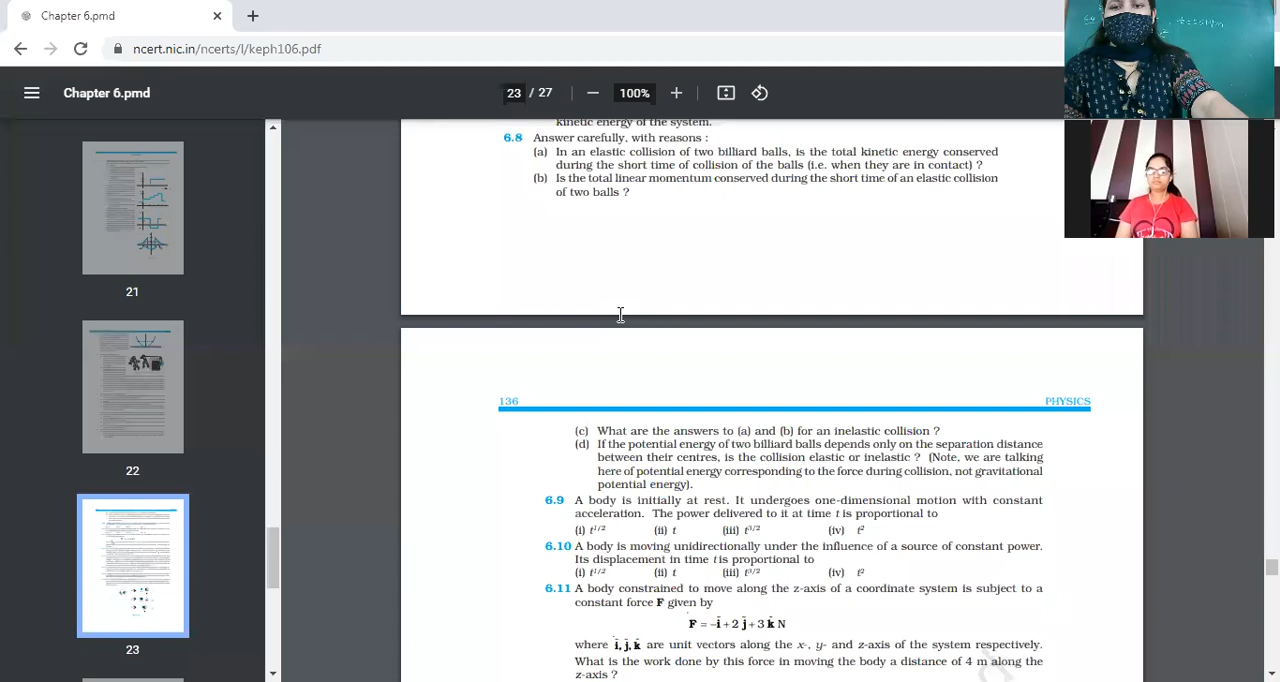 Chapter 6.pmd
ncert.nic.in/ncerts/l/keph106.pdf
Chapter 6.pmd
23 / 27
100%
21
22
23
kinetic energy of the system.
6.8 Answer carefully, with reasons :
(a) In an elastic collision of two billiard balls, is the total kinetic energy conserved
during the short time of collision of the balls (i.e. when they are in contact) ?
(b) Is the total linear momentum conserved during the short time of an elastic collision
of two balls ?
136 PHYSICS
(c) What are the answers to (a) and (b) for an inelastic collision ?
(d) If the potential energy of two billiard balls depends only on the separation distance
between their centres, is the collision elastic or inelastic ? (Note, we are talking
here of potential energy corresponding to the force during collision, not gravitational
potential energy).
6.9 A body is initially at rest. It undergoes one-dimensional motion with constant
acceleration. The power delivered to it at time t is proportional to
(i) t^1/2 (ii) t (iii) t^3/2 (iv) t^2
6.10 A body is moving unidirectionally under the influence of a source of constant power.
Its displacement in time t is proportional to
(i) t^1/2 (ii) t (iii) t^3/2 (iv) t^2
6.11 A body constrained to move along the z-axis of a coordinate system is subject to a
constant force F given by
F = –î + 2 ĵ + 3 k̂ N
where î, ĵ, k̂ are unit vectors along the x-, y- and z-axis of the system respectively.
What is the work done by this force in moving the body a distance of 4 m along the
z-axis ?